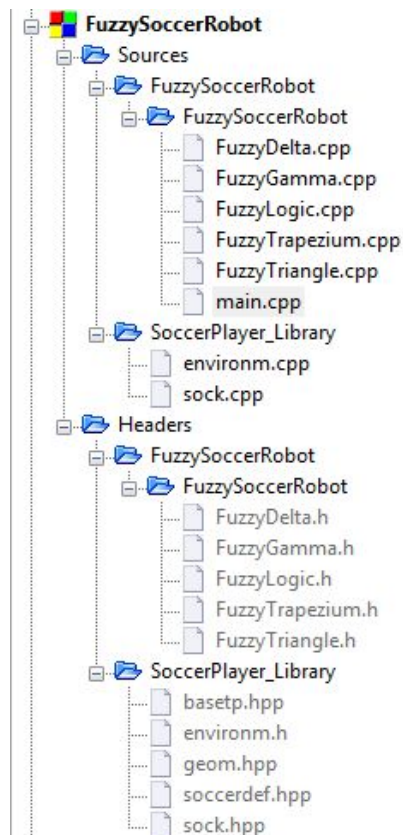 FuzzySoccerRobot
Sources
FuzzySoccerRobot
FuzzySoccerRobot
FuzzyDelta.cpp
FuzzyGamma.cpp
FuzzyLogic.cpp
FuzzyTrapezium.cpp
FuzzyTriangle.cpp
main.cpp
SoccerPlayer_Library
environm.cpp
sock.cpp
Headers
FuzzySoccerRobot
FuzzySoccerRobot
FuzzyDelta.h
FuzzyGamma.h
FuzzyLogic.h
FuzzyTrapezium.h
FuzzyTriangle.h
SoccerPlayer_Library
basetp.hpp
environm.h
geom.hpp
soccerdef.hpp
sock.hpp